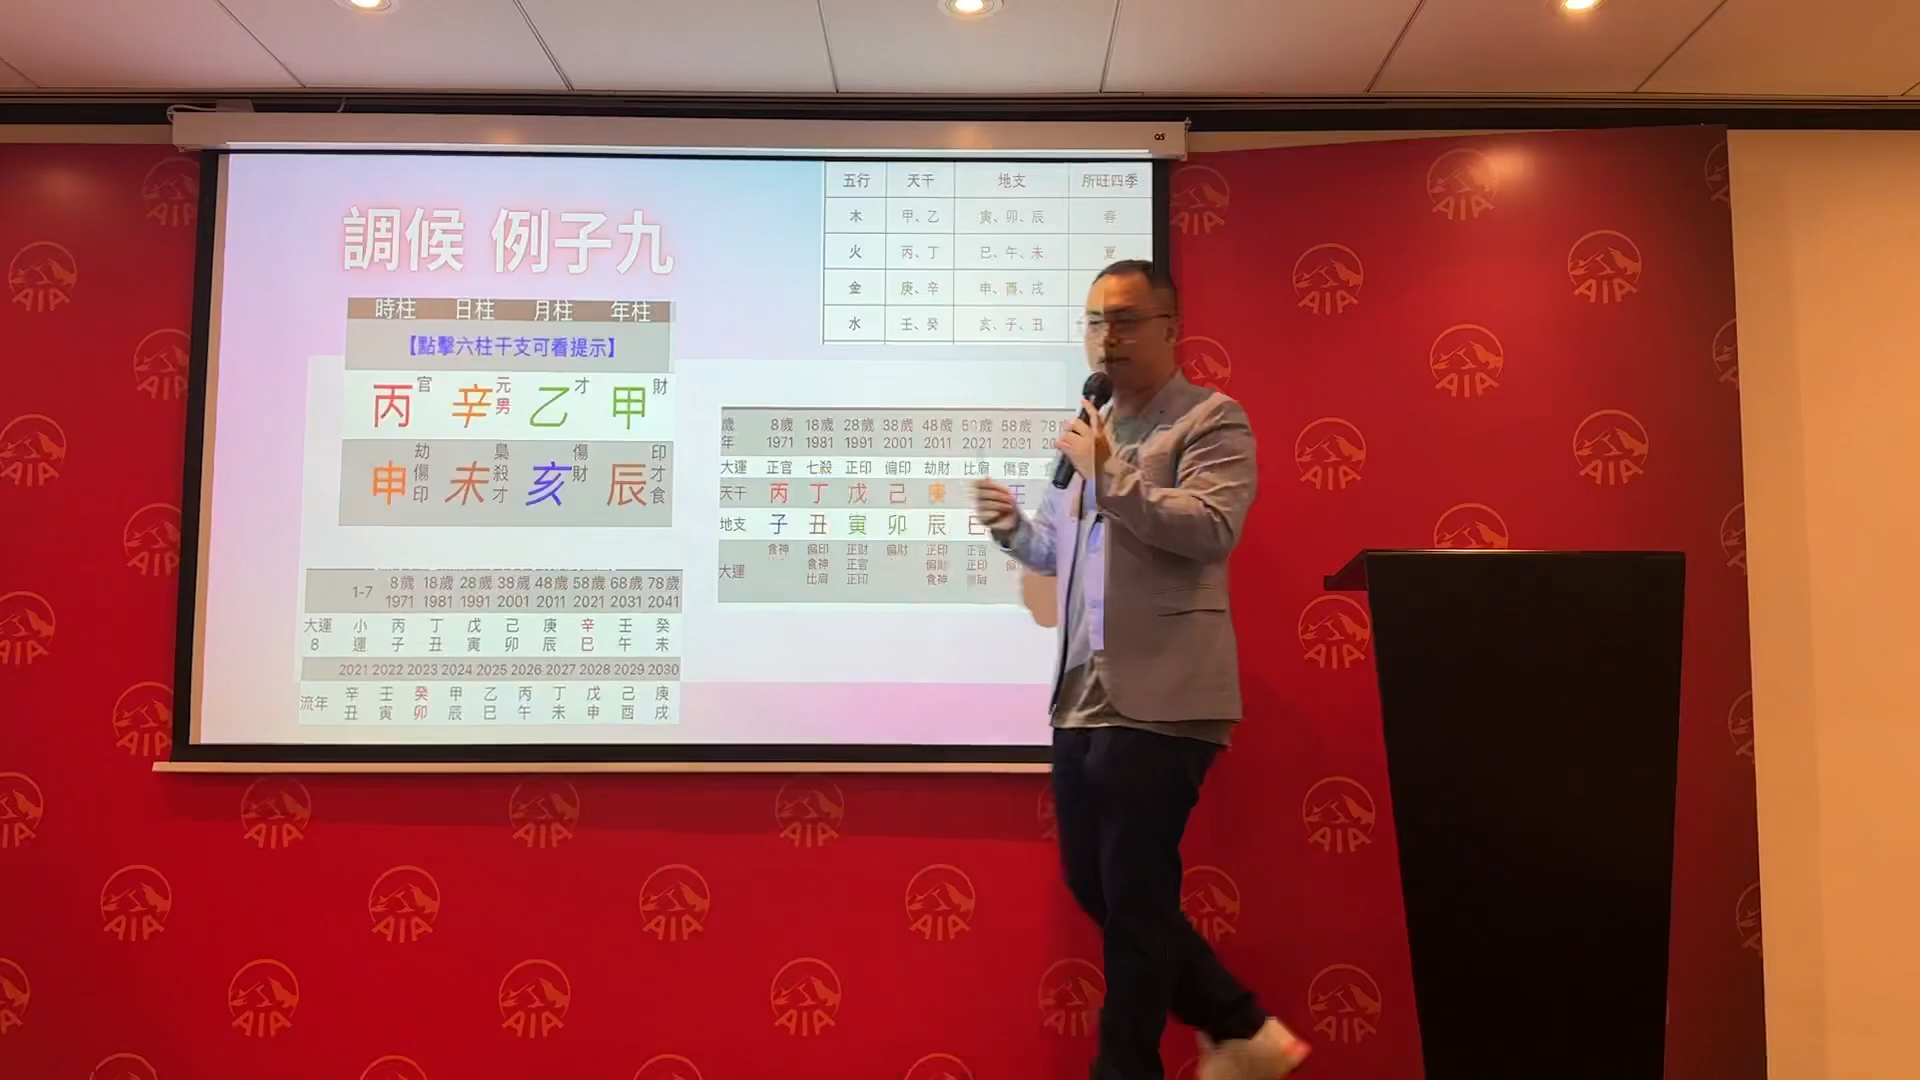 調候 例子九
五行 天干 地支 所旺四季
木 甲、乙 寅、卯、辰 春
火 丙、丁 巳、午、未 夏
金 庚、辛 申、酉、戌
水 壬、癸 亥、子、丑
時柱 日柱 月柱 年柱
【點擊六柱干支可看提示】
丙 官 辛 元男 乙 才 甲 財
申 劫傷印 未 梟殺才 亥 傷財 辰 印才食
歲 8歲 18歲 28歲 38歲 48歲 58歲 78歲
年 1971 1981 1991 2001 2011 2021
大運 正官 七殺 正印 偏印 劫財 比肩 傷官
天干 丙 丁 戊 己 庚 壬
地支 子 丑 寅 卯 辰 巳
大運 食神 偏印 正財 偏財 正印 正官
食神 正官 偏財 正印
比肩 正印 食神
1-7 8歲 18歲 28歲 38歲 48歲 58歲 68歲 78歲
1971 1981 1991 2001 2011 2021 2031 2041
大運 小 丙 丁 戊 己 庚 辛 壬 癸
8 運 子 丑 寅 卯 辰 巳 午 未
2021 2022 2023 2024 2025 2026 2027 2028 2029 2030
流年 辛 壬 癸 甲 乙 丙 丁 戊 己 庚
丑 寅 卯 辰 巳 午 未 申 酉 戌
AIA